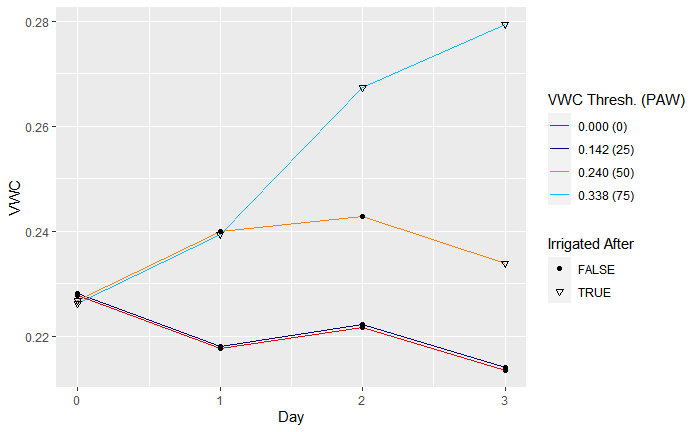 0.28
0.26
0.24
0.22
VWC
0 1 2 3
Day
VWC Thresh. (PAW)
0.000 (0)
0.142 (25)
0.240 (50)
0.338 (75)
Irrigated After
FALSE
TRUE